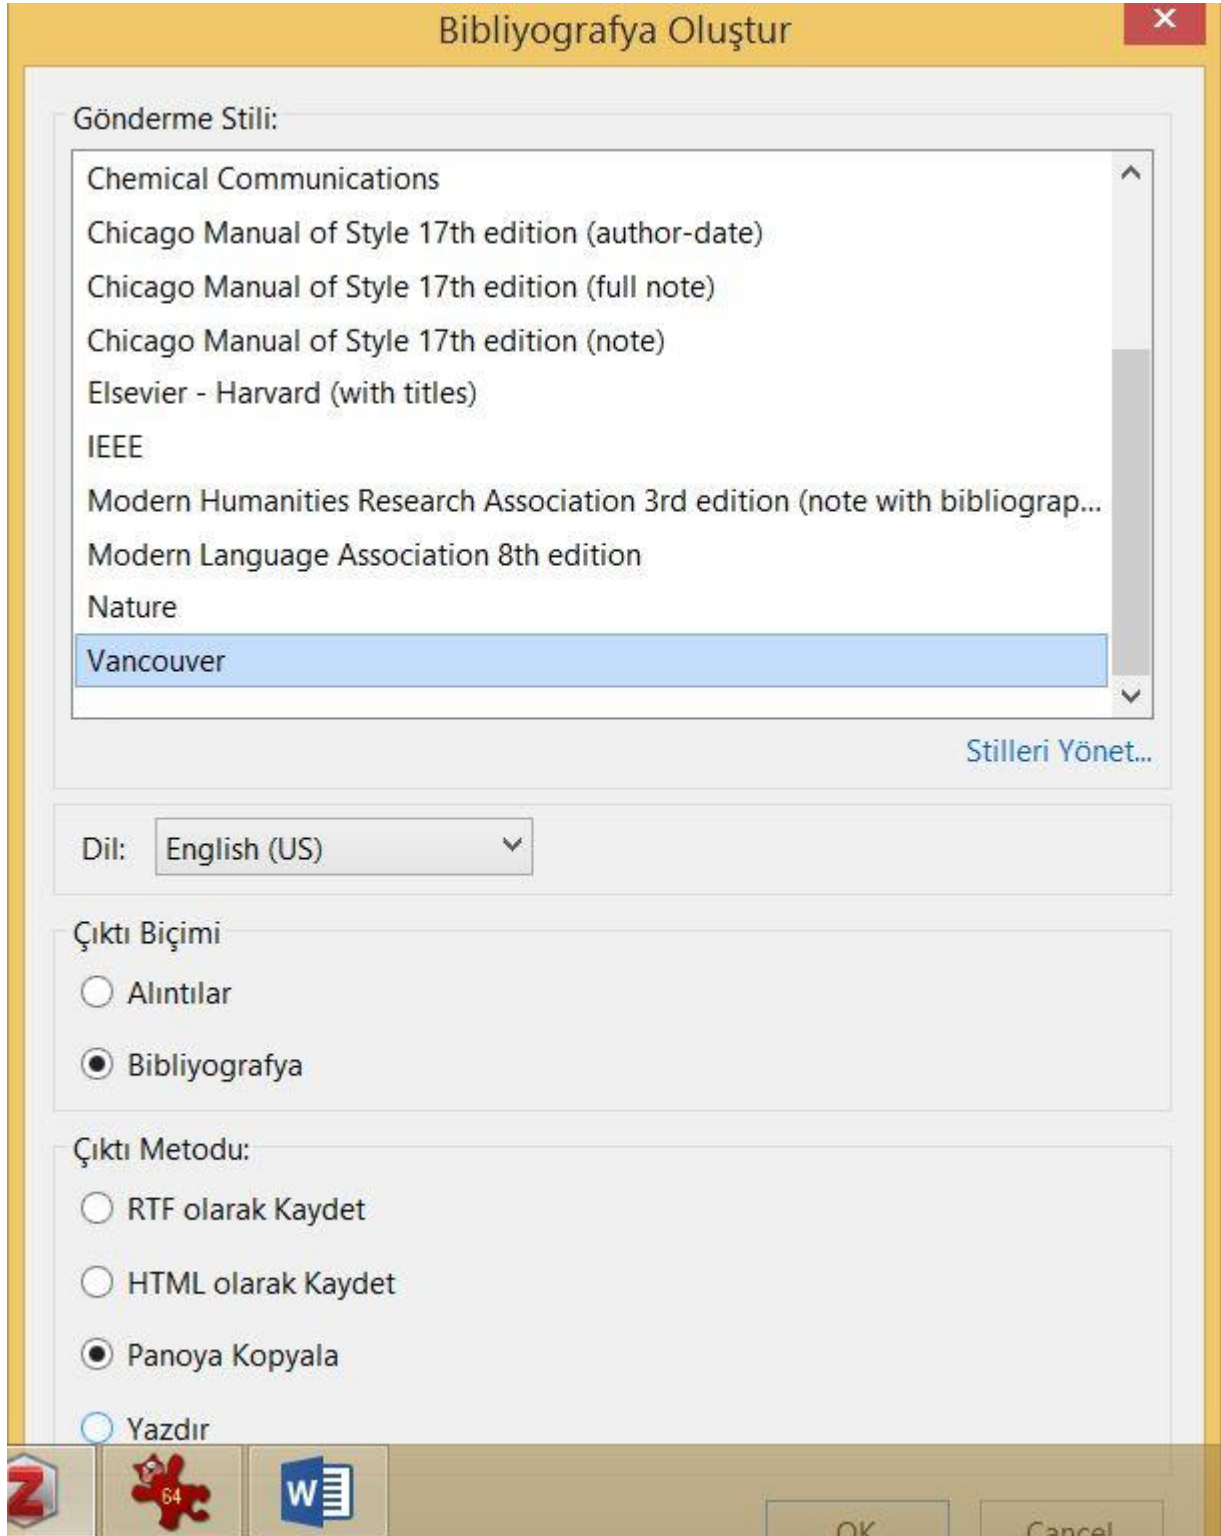 Bibliyografya Oluştur
Gönderme Stili:
Chemical Communications
Chicago Manual of Style 17th edition (author-date)
Chicago Manual of Style 17th edition (full note)
Chicago Manual of Style 17th edition (note)
Elsevier - Harvard (with titles)
IEEE
Modern Humanities Research Association 3rd edition (note with bibliograp...
Modern Language Association 8th edition
Nature
Vancouver
Stilleri Yönet...
Dil: English (US)
Çıktı Biçimi
Alıntılar
Bibliyografya
Çıktı Metodu:
RTF olarak Kaydet
HTML olarak Kaydet
Panoya Kopyala
Yazdır
Z 64 W
OK Cancel